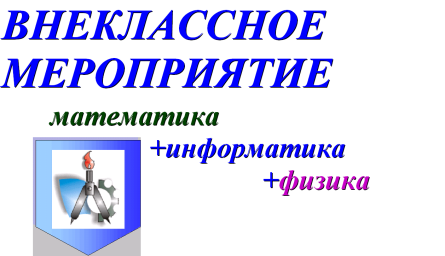 ВНЕКЛАССНОЕ
МЕРОПРИЯТИЕ
математика
+информатика
+физика